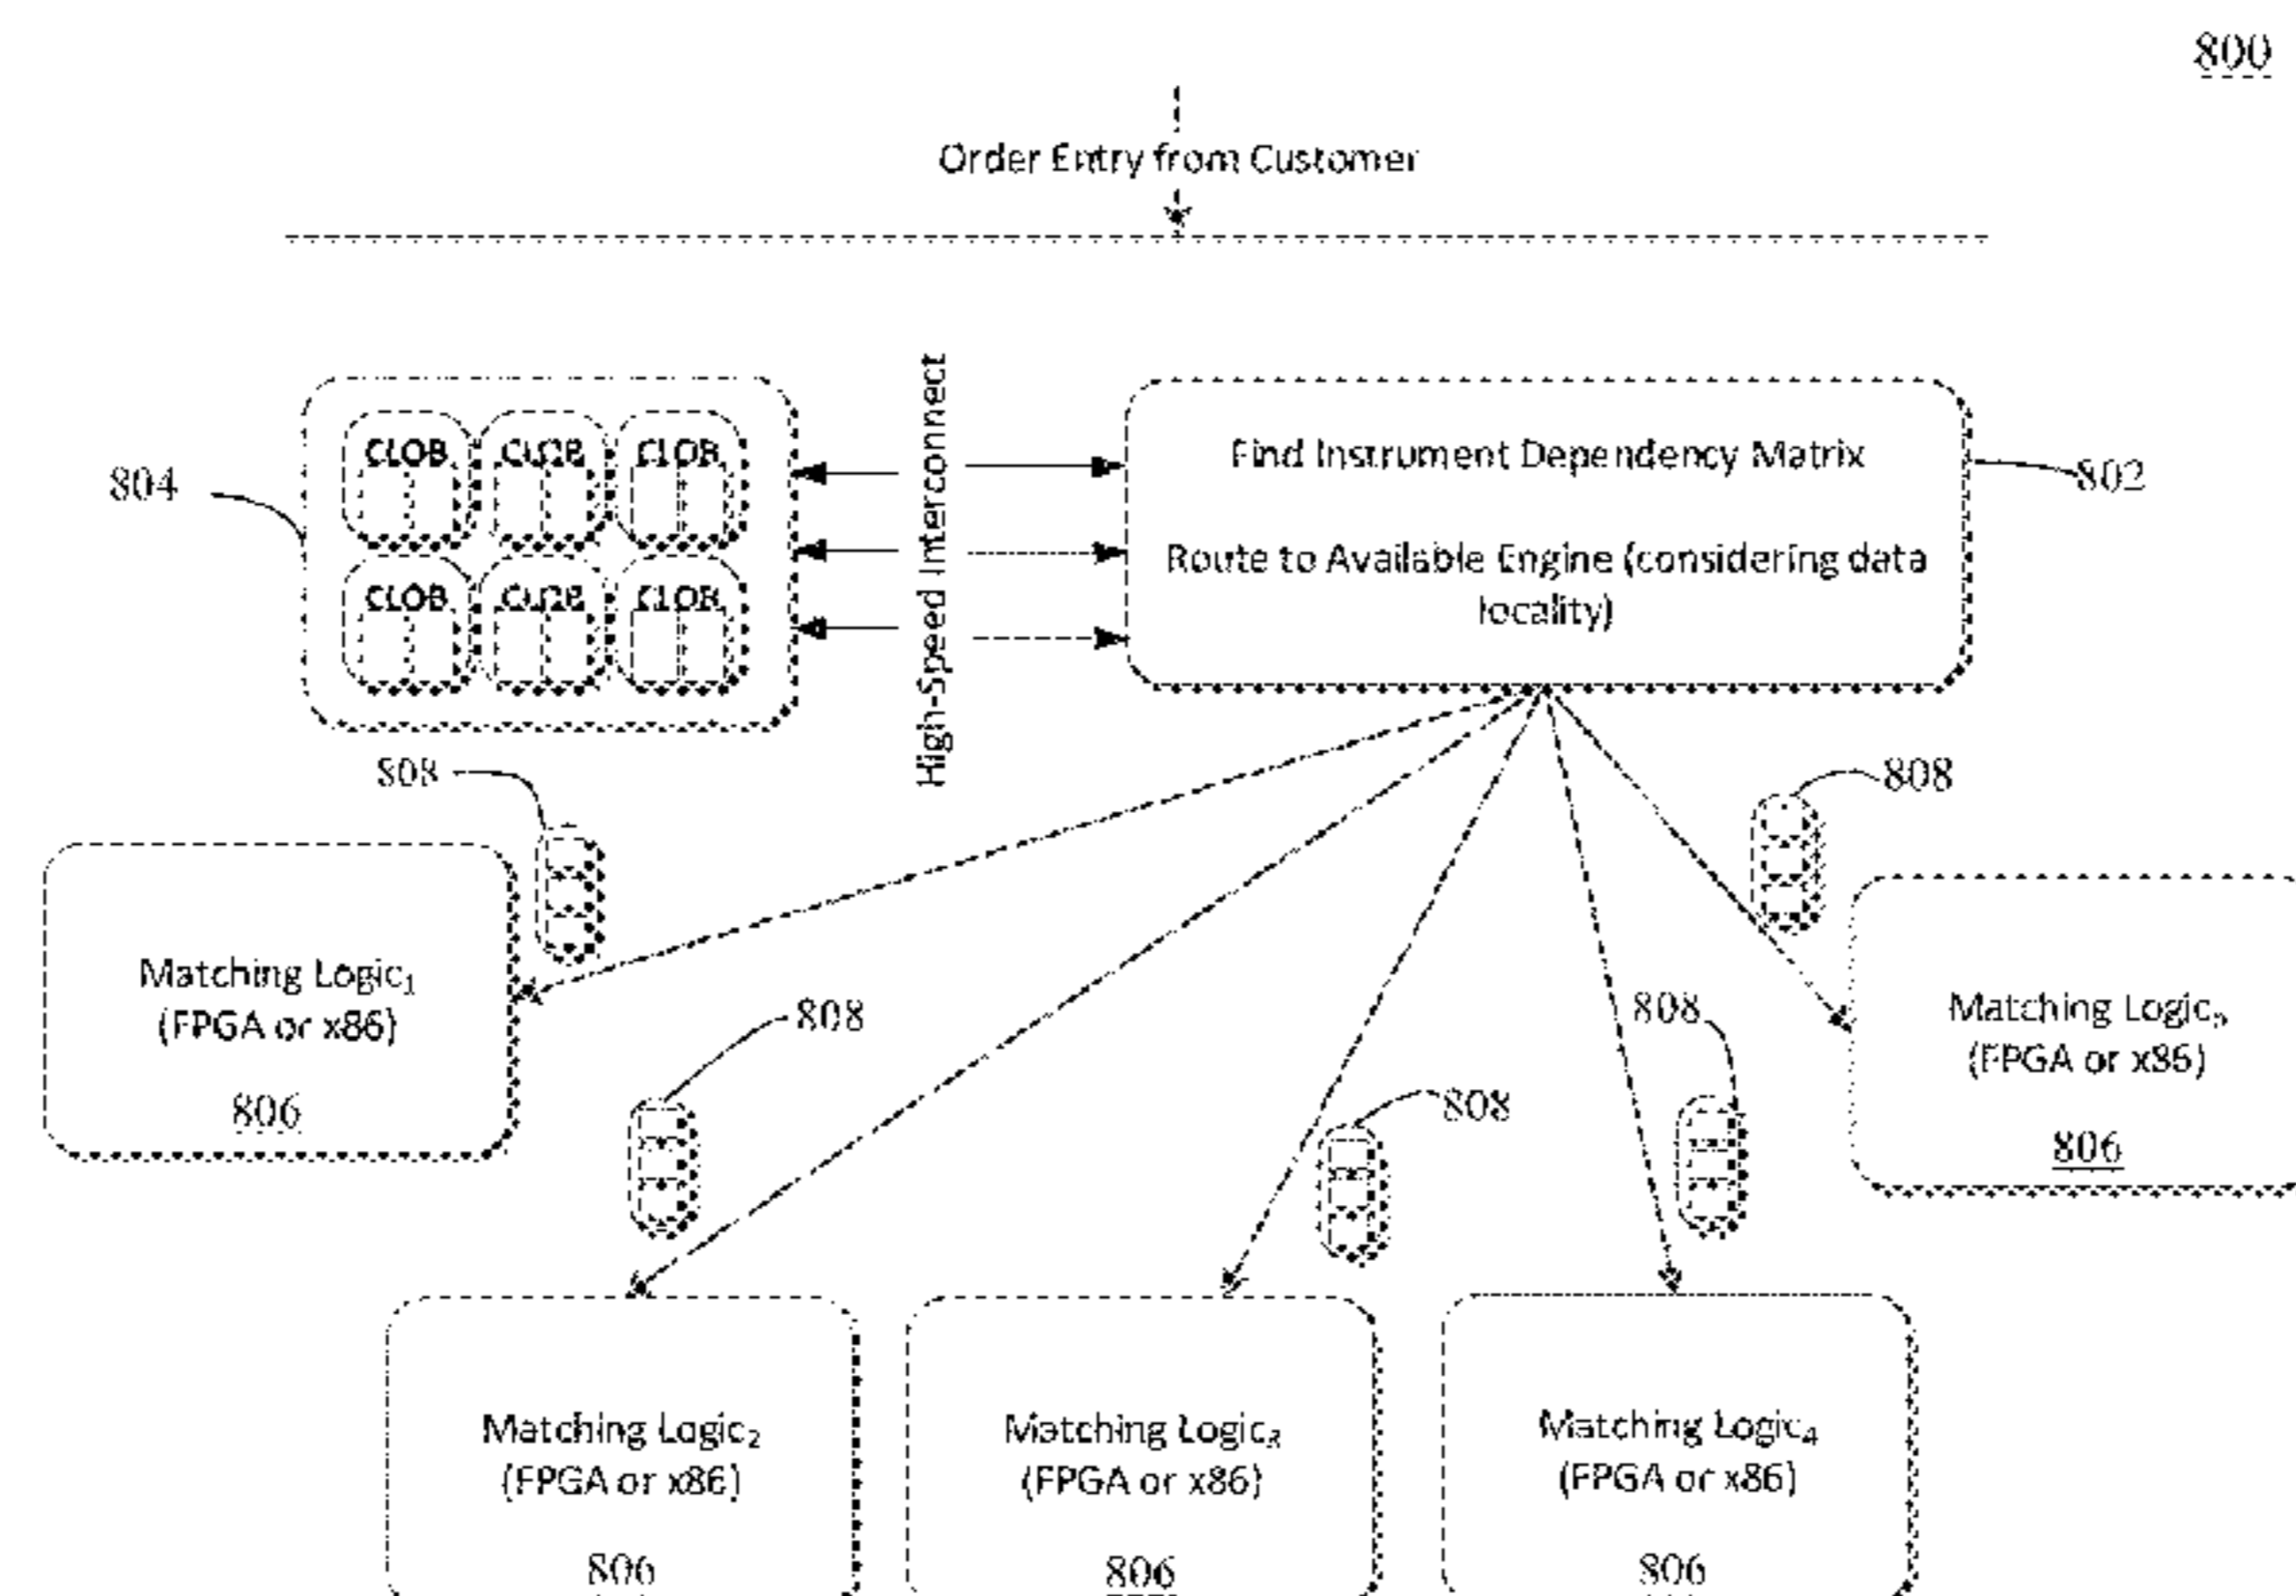 800
Order Entry from Customer
High-Speed Interconnect
CLOB CLOB CLOB
CLOB CLOB CLOB
804
Find Instrument Dependency Matrix
Route to Available Engine (considering data
locality)
802
808
808
808
808
808
Matching Logic₁
(FPGA or x86)
806
Matching Logic
(FPGA or x86)
806
Matching Logic₂
(FPGA or x86)
806
Matching Logic₃
(FPGA or x86)
806
Matching Logic₄
(FPGA or x86)
806